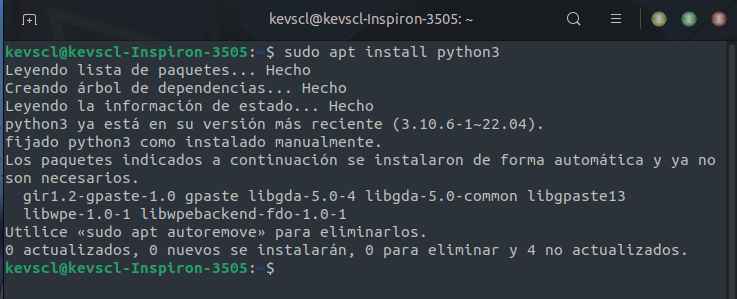 kevscl@kevscl-Inspiron-3505: ~
kevscl@kevscl-Inspiron-3505:~$ sudo apt install python3
Leyendo lista de paquetes... Hecho
Creando árbol de dependencias... Hecho
Leyendo la información de estado... Hecho
python3 ya está en su versión más reciente (3.10.6-1~22.04).
fijado python3 como instalado manualmente.
Los paquetes indicados a continuación se instalaron de forma automática y ya no
son necesarios.
  gir1.2-gpaste-1.0 gpaste libgda-5.0-4 libgda-5.0-common libgpaste13
  libwpe-1.0-1 libwpebackend-fdo-1.0-1
Utilice «sudo apt autoremove» para eliminarlos.
0 actualizados, 0 nuevos se instalarán, 0 para eliminar y 4 no actualizados.
kevscl@kevscl-Inspiron-3505:~$